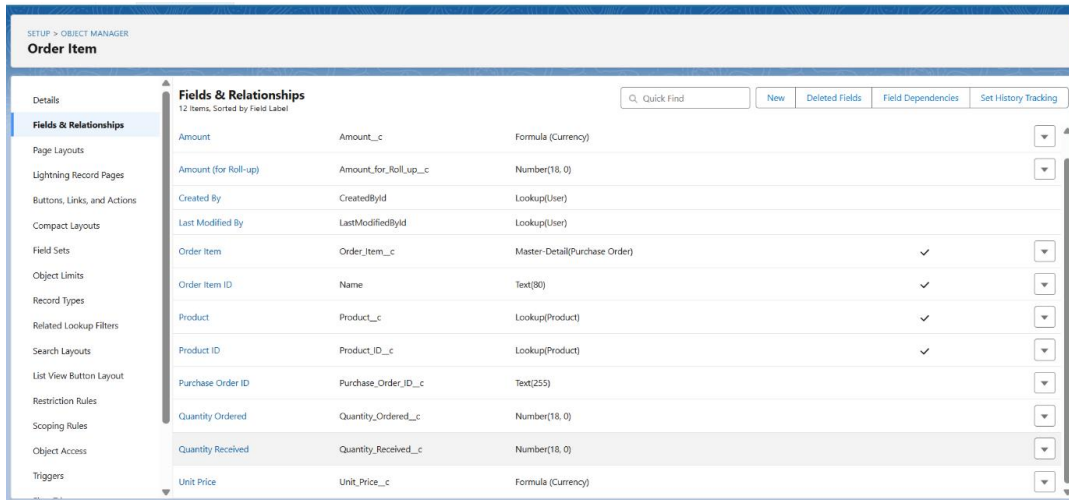 SETUP > OBJECT MANAGER
Order Item
Details
Fields & Relationships
Page Layouts
Lightning Record Pages
Buttons, Links, and Actions
Compact Layouts
Field Sets
Object Limits
Record Types
Related Lookup Filters
Search Layouts
List View Button Layout
Restriction Rules
Scoping Rules
Object Access
Triggers
Fields & Relationships
12 Items, Sorted by Field Label
Quick Find
New
Deleted Fields
Field Dependencies
Set History Tracking
Amount Amount__c Formula (Currency)
Amount (for Roll-up) Amount_for_Roll_up__c Number(18, 0)
Created By CreatedById Lookup(User)
Last Modified By LastModifiedById Lookup(User)
Order Item Order_Item__c Master-Detail(Purchase Order)
Order Item ID Name Text(80)
Product Product__c Lookup(Product)
Product ID Product_ID__c Lookup(Product)
Purchase Order ID Purchase_Order_ID__c Text(255)
Quantity Ordered Quantity_Ordered__c Number(18, 0)
Quantity Received Quantity_Received__c Number(18, 0)
Unit Price Unit_Price__c Formula (Currency)